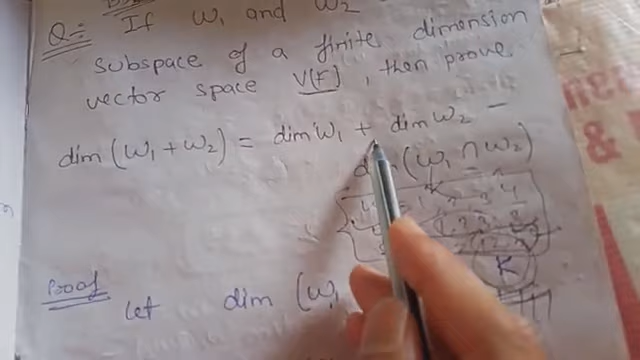 Q:- If W₁ and W₂
subspace of a finite dimension
vector space V(F), then prove
dim (W₁ + W₂) = dim W₁ + dim W₂ -
dim (W₁ ∩ W₂)
Proof Let dim (W₁
K
&